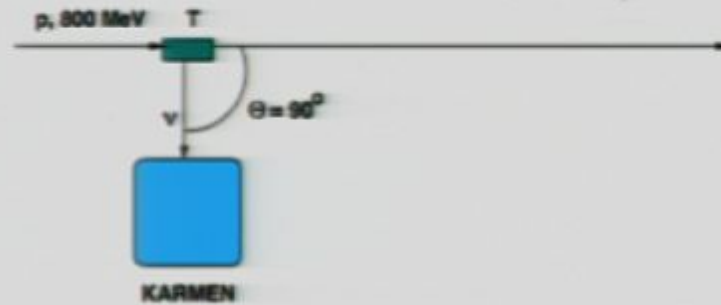 p, 800 MeV T
ν
Θ = 90°
KARMEN